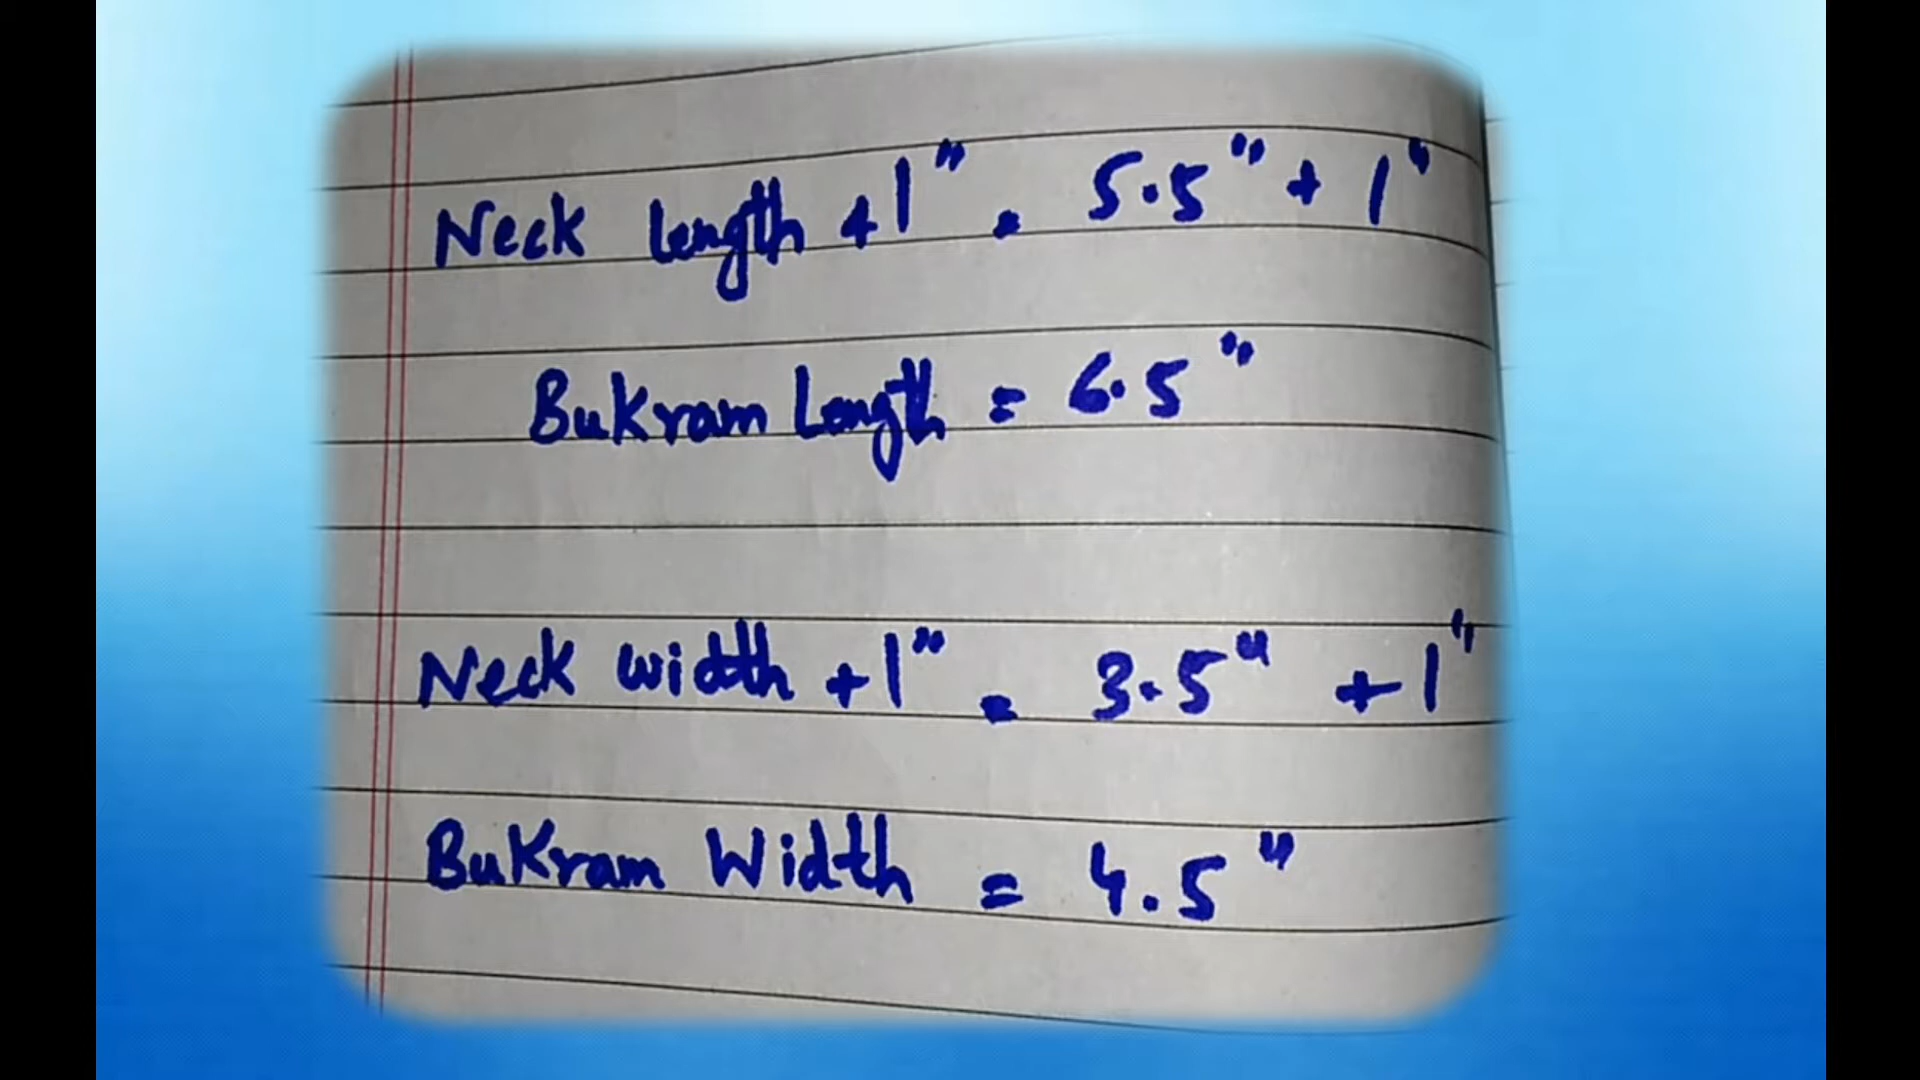 Neck length +1" = 5.5" + 1"
Bukram Length = 6.5"
Neck width +1" = 3.5" + 1"
BuKram Width = 4.5"